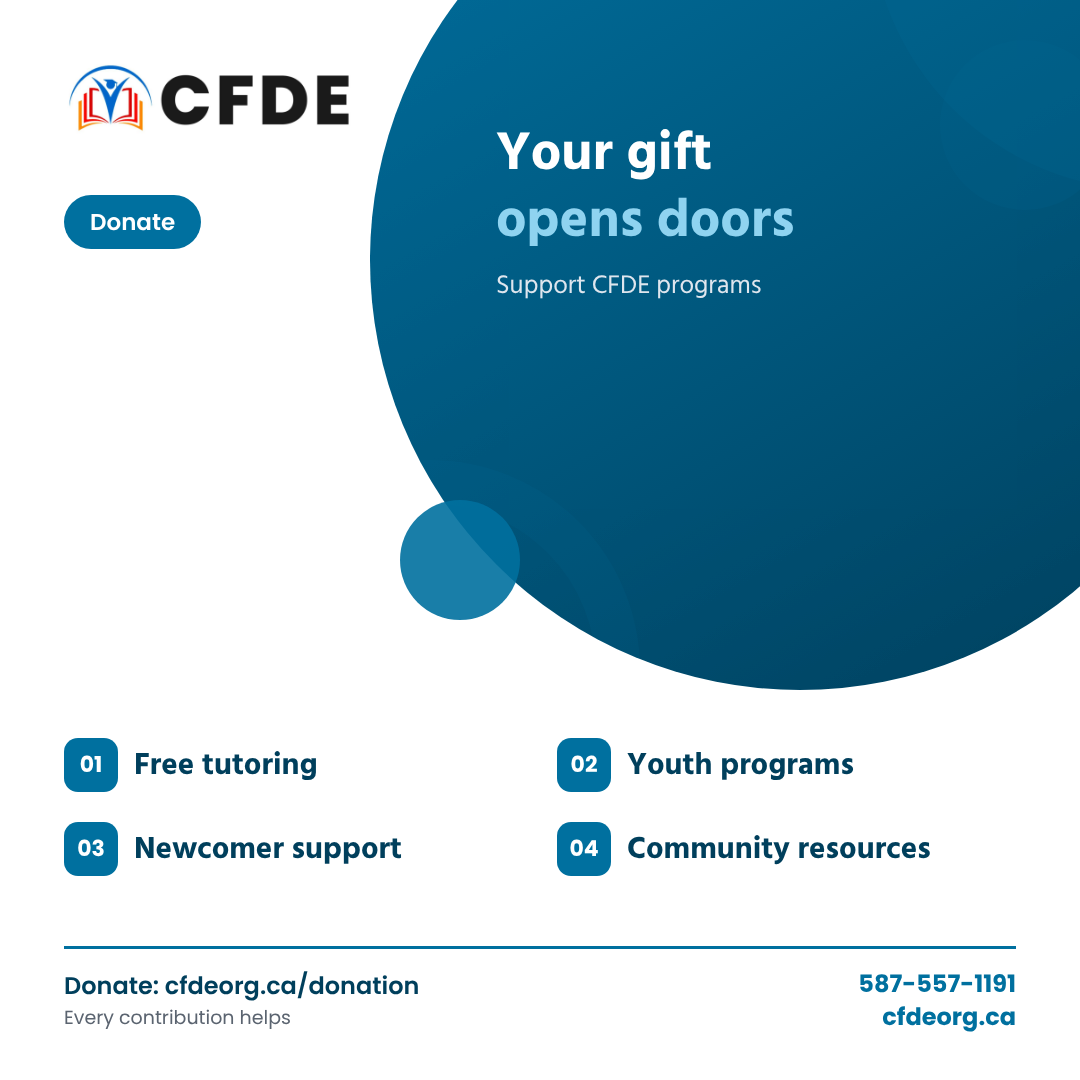 CFDE
Donate
Your gift
opens doors
Support CFDE programs
01 Free tutoring
02 Youth programs
03 Newcomer support
04 Community resources
Donate: cfdeorg.ca/donation
Every contribution helps
587-557-1191
cfdeorg.ca